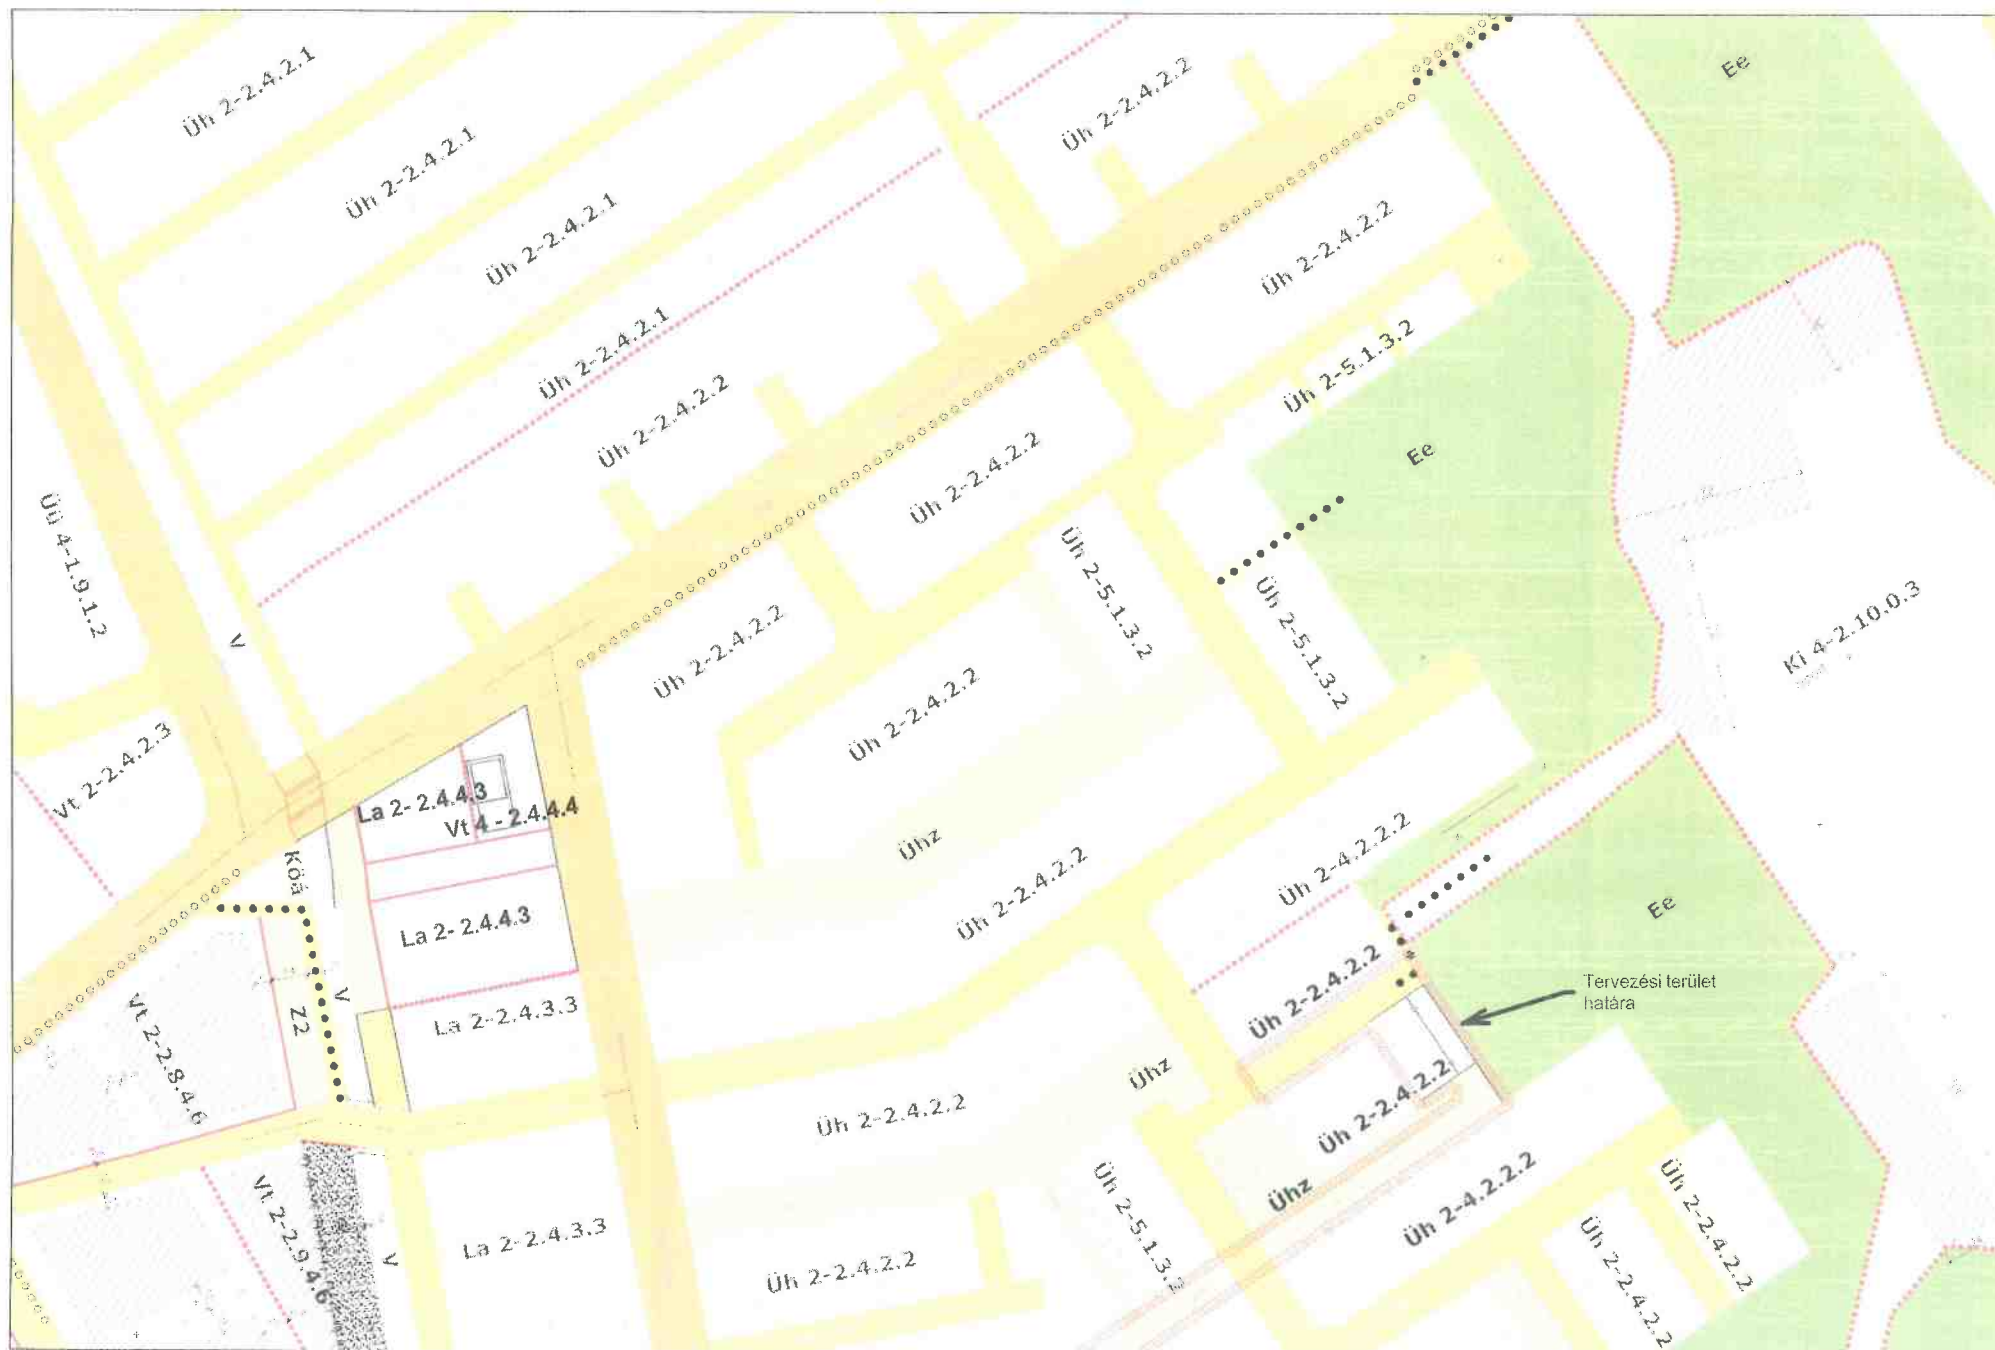 Üh 2-2.4.2.1
Üh 2-2.4.2.1
Üh 2-2.4.2.1
Üh 2-2.4.2.1
Üh 2-2.4.2.2
Ee
Üh 2-2.4.2.2
Üh 2-5.1.3.2
Üh 2-2.4.2.2
Üh 2-2.4.2.2
Ee
Üü 4-1.9.1.2
V
Üh 2-5.1.3.2
Üh 2-5.1.3.2
Ki 4-2.10.0.3
Üh 2-2.4.2.2
Üh 2-2.4.2.2
Vt 2-2.4.2.3
La 2- 2.4.4.3
Vt 4 - 2.4.4.4
Ühz
Üh 2-4.2.2.2
Köá
Üh 2-2.4.2.2
Ee
La 2- 2.4.4.3
Üh 2-2.4.2.2
Tervezési terület
határa
V
Z2
La 2-2.4.3.3
Vt 2-2.8.4.6
Ühz
Üh 2-2.4.2.2
Üh 2-2.4.2.2
Ühz
Üh 2-4.2.2.2
Üh 2-5.1.3.2
Üh 2-2.4.2.2
Vt 2-2.9.4.6
V
La 2-2.4.3.3
Üh 2-2.4.2.2
Üh 2-2.4.2.2